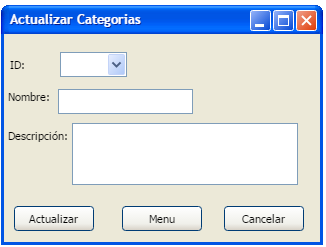 Actualizar Categorias
ID:
Nombre:
Descripción:
Actualizar
Menu
Cancelar